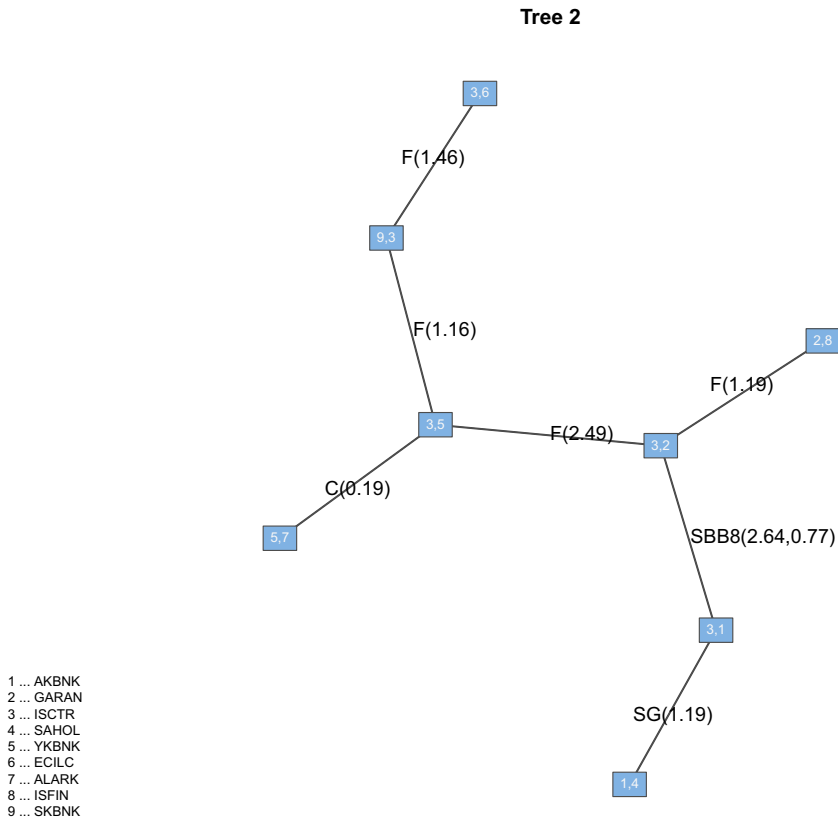 Tree 2
3,6
F(1.46)
9,3
F(1.16)
2,8
F(1.19)
3,5
F(2.49)
3,2
C(0.19)
5,7
SBB8(2.64,0.77)
3,1
SG(1.19)
1,4
1 ... AKBNK
2 ... GARAN
3 ... ISCTR
4 ... SAHOL
5 ... YKBNK
6 ... ECILC
7 ... ALARK
8 ... ISFIN
9 ... SKBNK